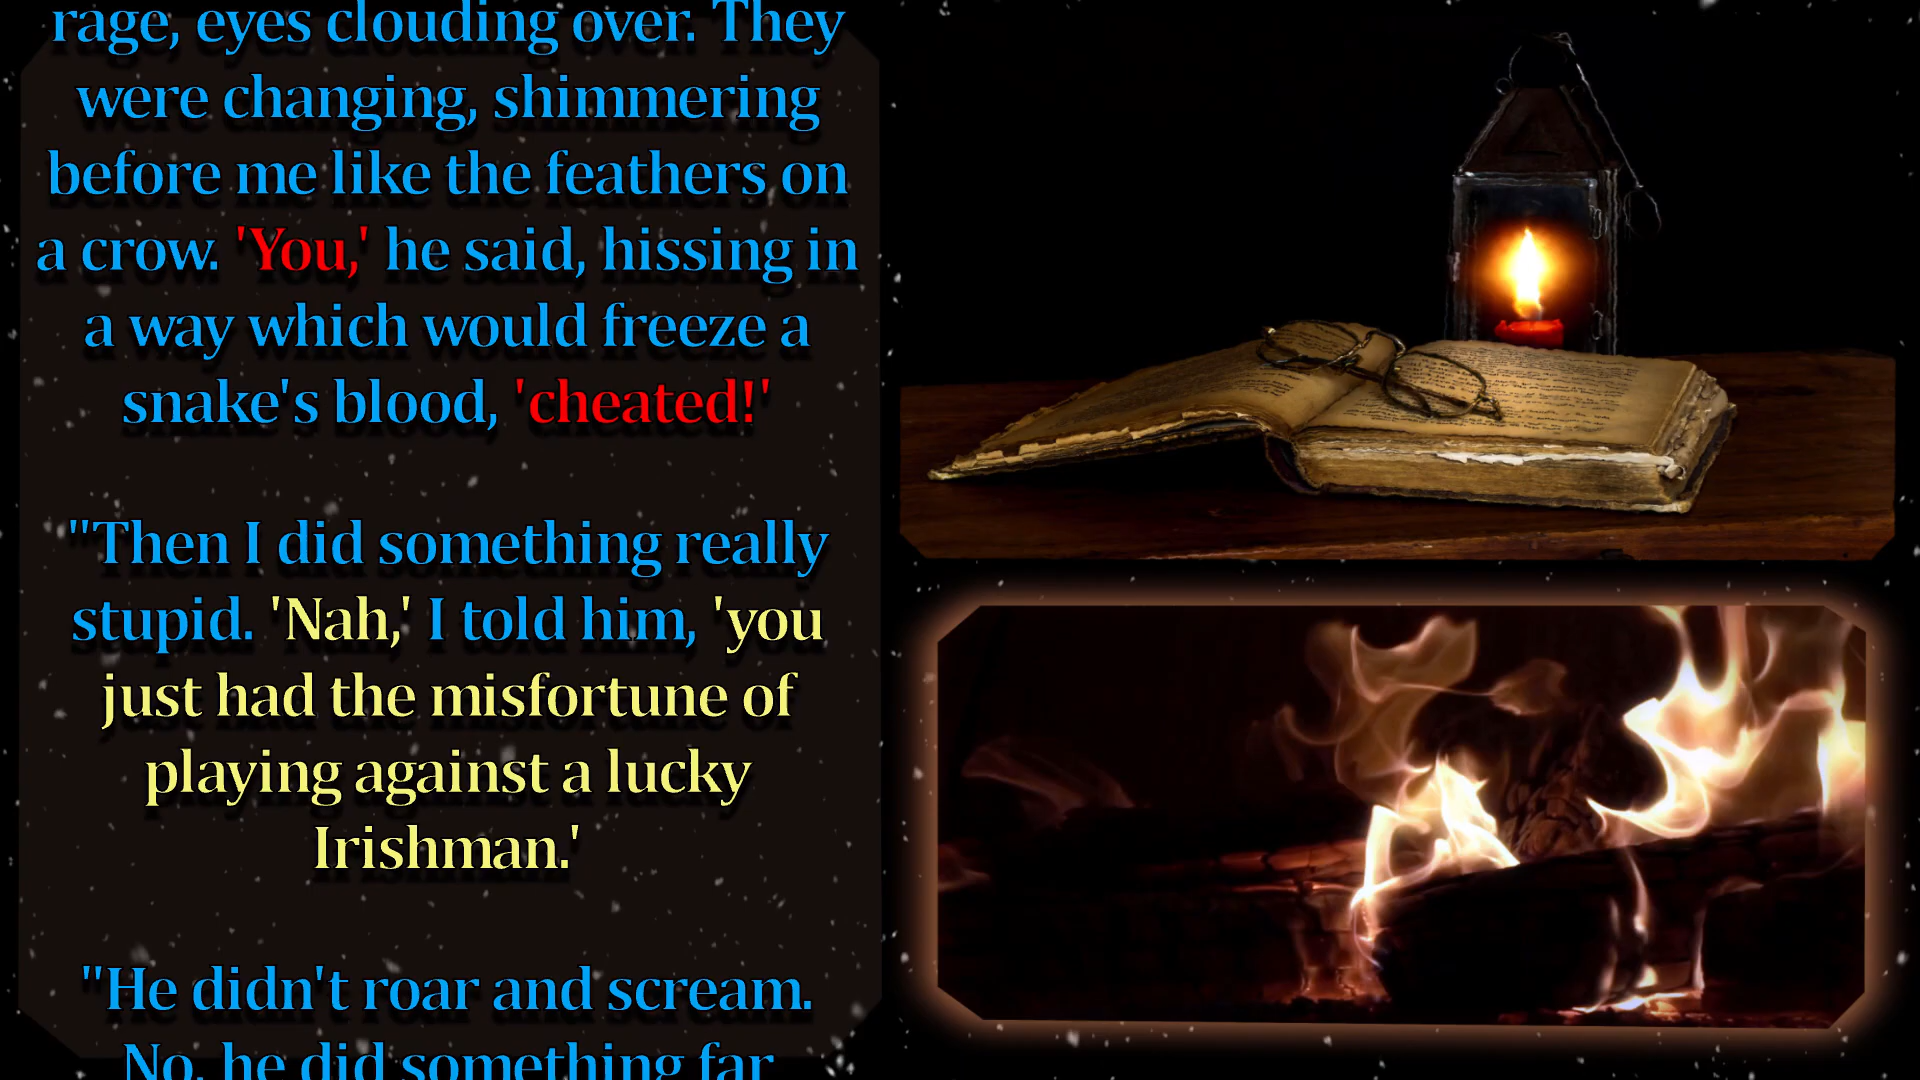 rage, eyes clouding over. They
were changing, shimmering
before me like the feathers on
a crow. 'You,' he said, hissing in
a way which would freeze a
snake's blood, 'cheated!'
"Then I did something really
stupid. 'Nah,' I told him, 'you
just had the misfortune of
playing against a lucky
Irishman.'
"He didn't roar and scream.
No, he did something far